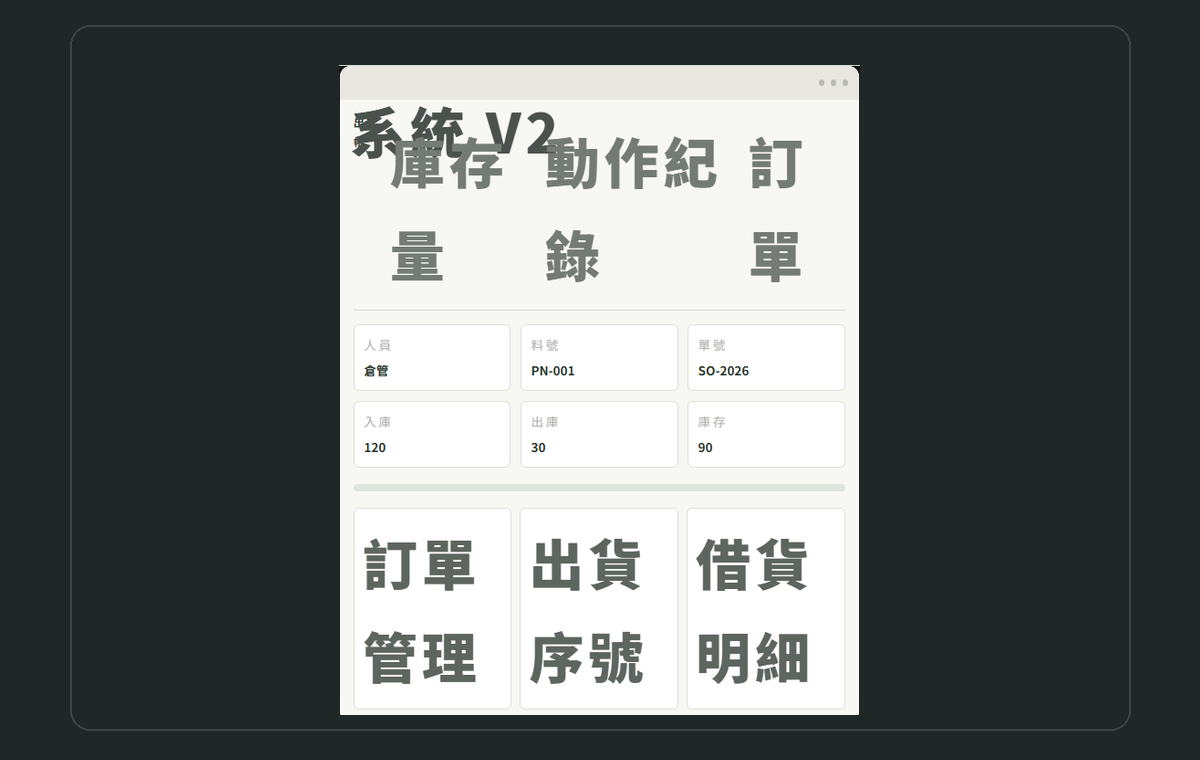 系統 V2
庫存 動作紀 訂
量 錄 單
人員 料號 單號
倉管 PN-001 SO-2026
入庫 出庫 庫存
120 30 90
訂單 出貨 借貨
管理 序號 明細